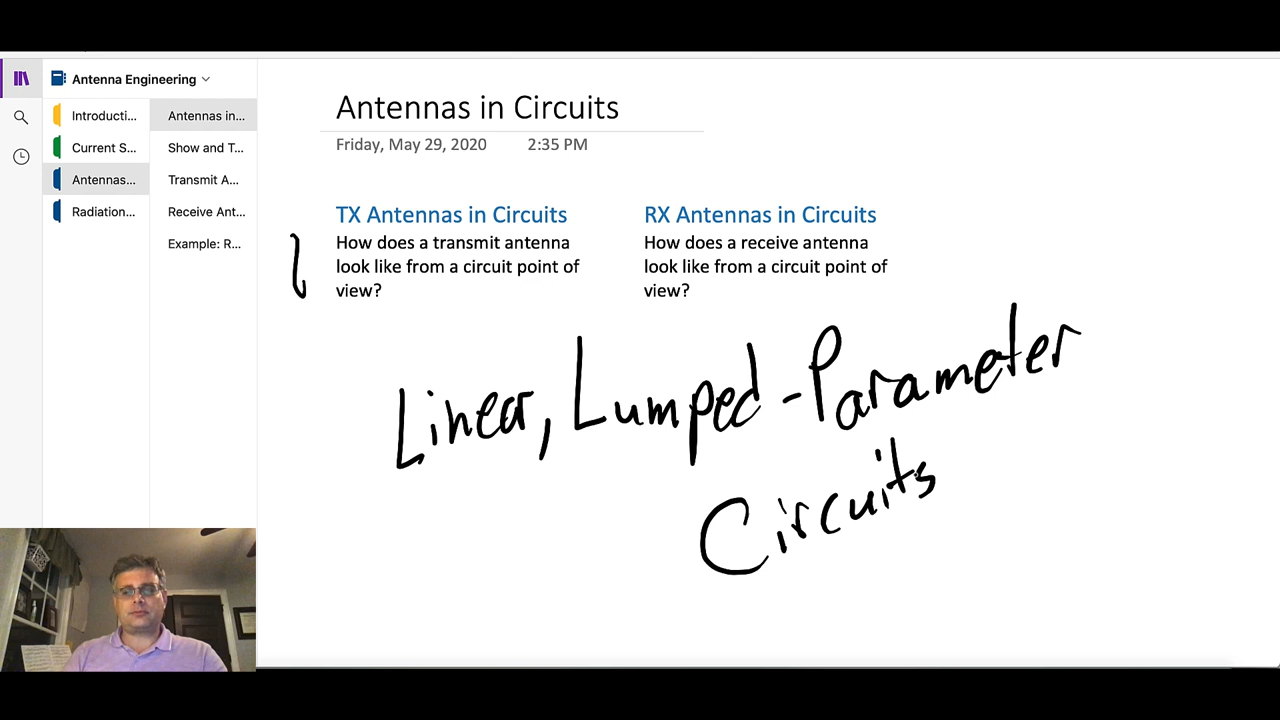 Antenna Engineering
Introducti...
Current S...
Antennas...
Radiation...
Antennas in...
Show and T...
Transmit A...
Receive Ant...
Example: R...
Antennas in Circuits
Friday, May 29, 2020 2:35 PM
TX Antennas in Circuits
How does a transmit antenna
look like from a circuit point of
view?
RX Antennas in Circuits
How does a receive antenna
look like from a circuit point of
view?
Linear, Lumped-Parameter
Circuits